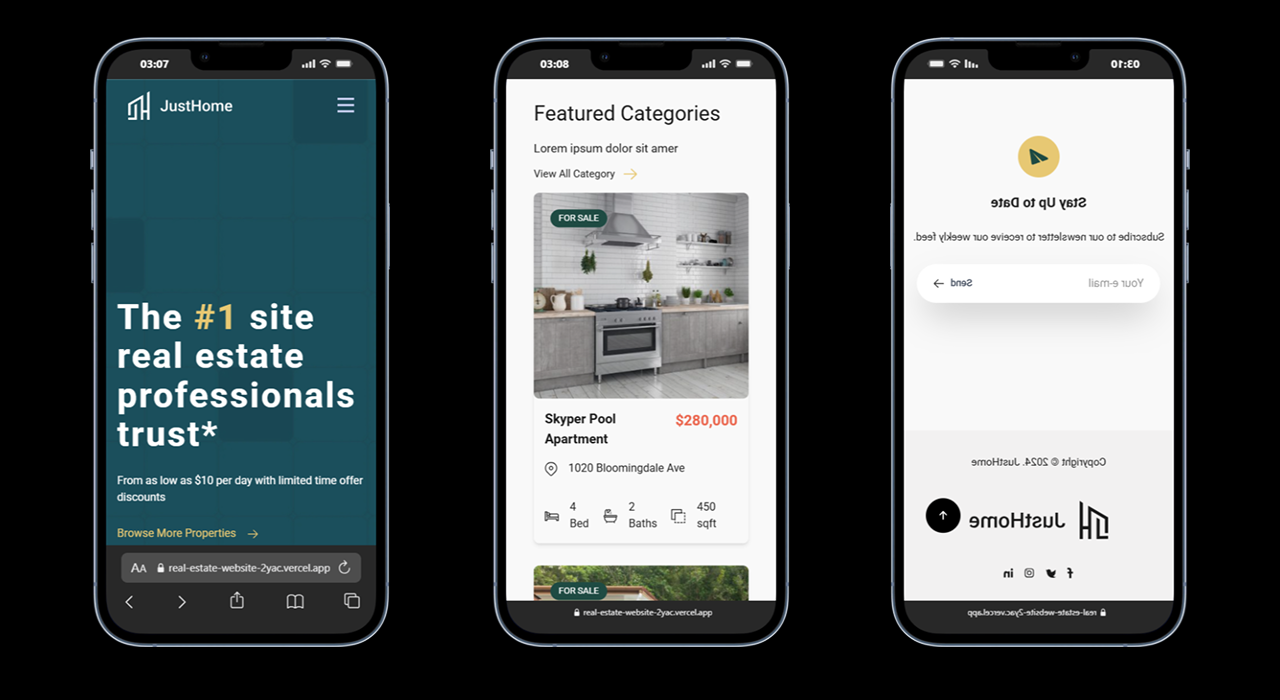 03:07
JustHome
The #1 site
real estate
professionals
trust*
From as low as $10 per day with limited time offer
discounts
Browse More Properties
AA real-estate-website-2yac.vercel.app
03:08
Featured Categories
Lorem ipsum dolor sit amer
View All Category
FOR SALE
Skyper Pool
Apartment
$280,000
1020 Bloomingdale Ave
4
Bed
2
Baths
450
sqft
FOR SALE
real-estate-website-2yac.vercel.app
03:10
Stay Up to Date
Subscribe to our newsletter to receive our weekly feed.
Your e-mail
Send
Copyright © 2024. JustHome
JustHome
real-estate-website-2yac.vercel.app